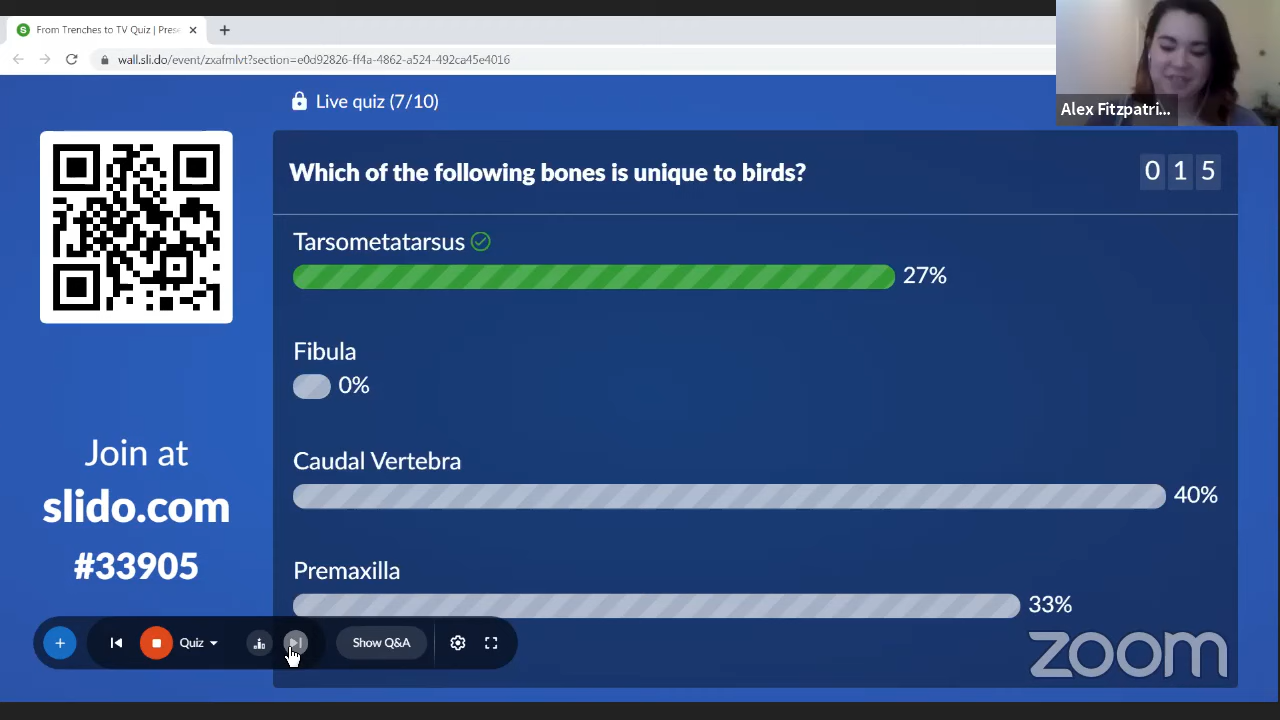 From Trenches to TV Quiz | Prese
wall.sli.do/event/zxafmlvt?section=e0d92826-ff4a-4862-a524-492ca45e4016
Alex Fitzpatri...
Live quiz (7/10)
Which of the following bones is unique to birds?
0 1 5
Tarsometatarsus
27%
Fibula
0%
Caudal Vertebra
40%
Premaxilla
33%
Join at
slido.com
#33905
Quiz
Show Q&A
zoom